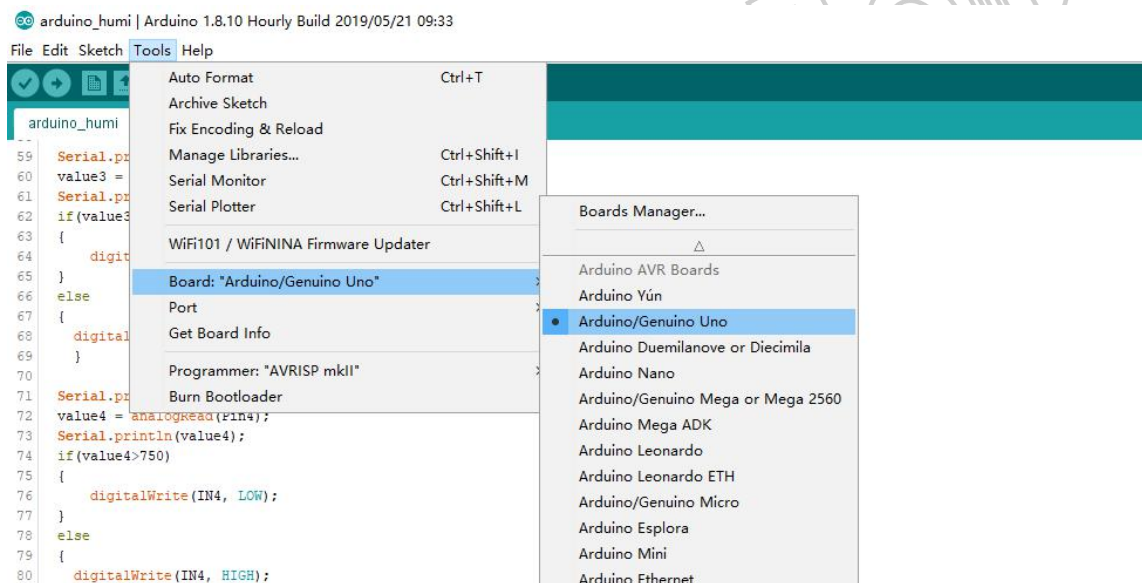 arduino_humi | Arduino 1.8.10 Hourly Build 2019/05/21 09:33
File Edit Sketch Tools Help
arduino_humi
Auto Format Ctrl+T
Archive Sketch
Fix Encoding & Reload
Manage Libraries... Ctrl+Shift+I
Serial Monitor Ctrl+Shift+M
Serial Plotter Ctrl+Shift+L
WiFi101 / WiFiNINA Firmware Updater
Board: "Arduino/Genuino Uno"
Port
Get Board Info
Programmer: "AVRISP mkII"
Burn Bootloader
Boards Manager...
Arduino AVR Boards
Arduino Yún
Arduino/Genuino Uno
Arduino Duemilanove or Diecimila
Arduino Nano
Arduino/Genuino Mega or Mega 2560
Arduino Mega ADK
Arduino Leonardo
Arduino Leonardo ETH
Arduino/Genuino Micro
Arduino Esplora
Arduino Mini
Arduino Ethernet
59 Serial.pr
60 value3 =
61 Serial.pr
62 if(value3
63 {
64 digit
65 }
66 else
67 {
68 digital
69 }
70
71 Serial.pr
72 value4 = analogRead(Pin4);
73 Serial.println(value4);
74 if(value4>750)
75 {
76 digitalWrite(IN4, LOW);
77 }
78 else
79 {
80 digitalWrite(IN4, HIGH);